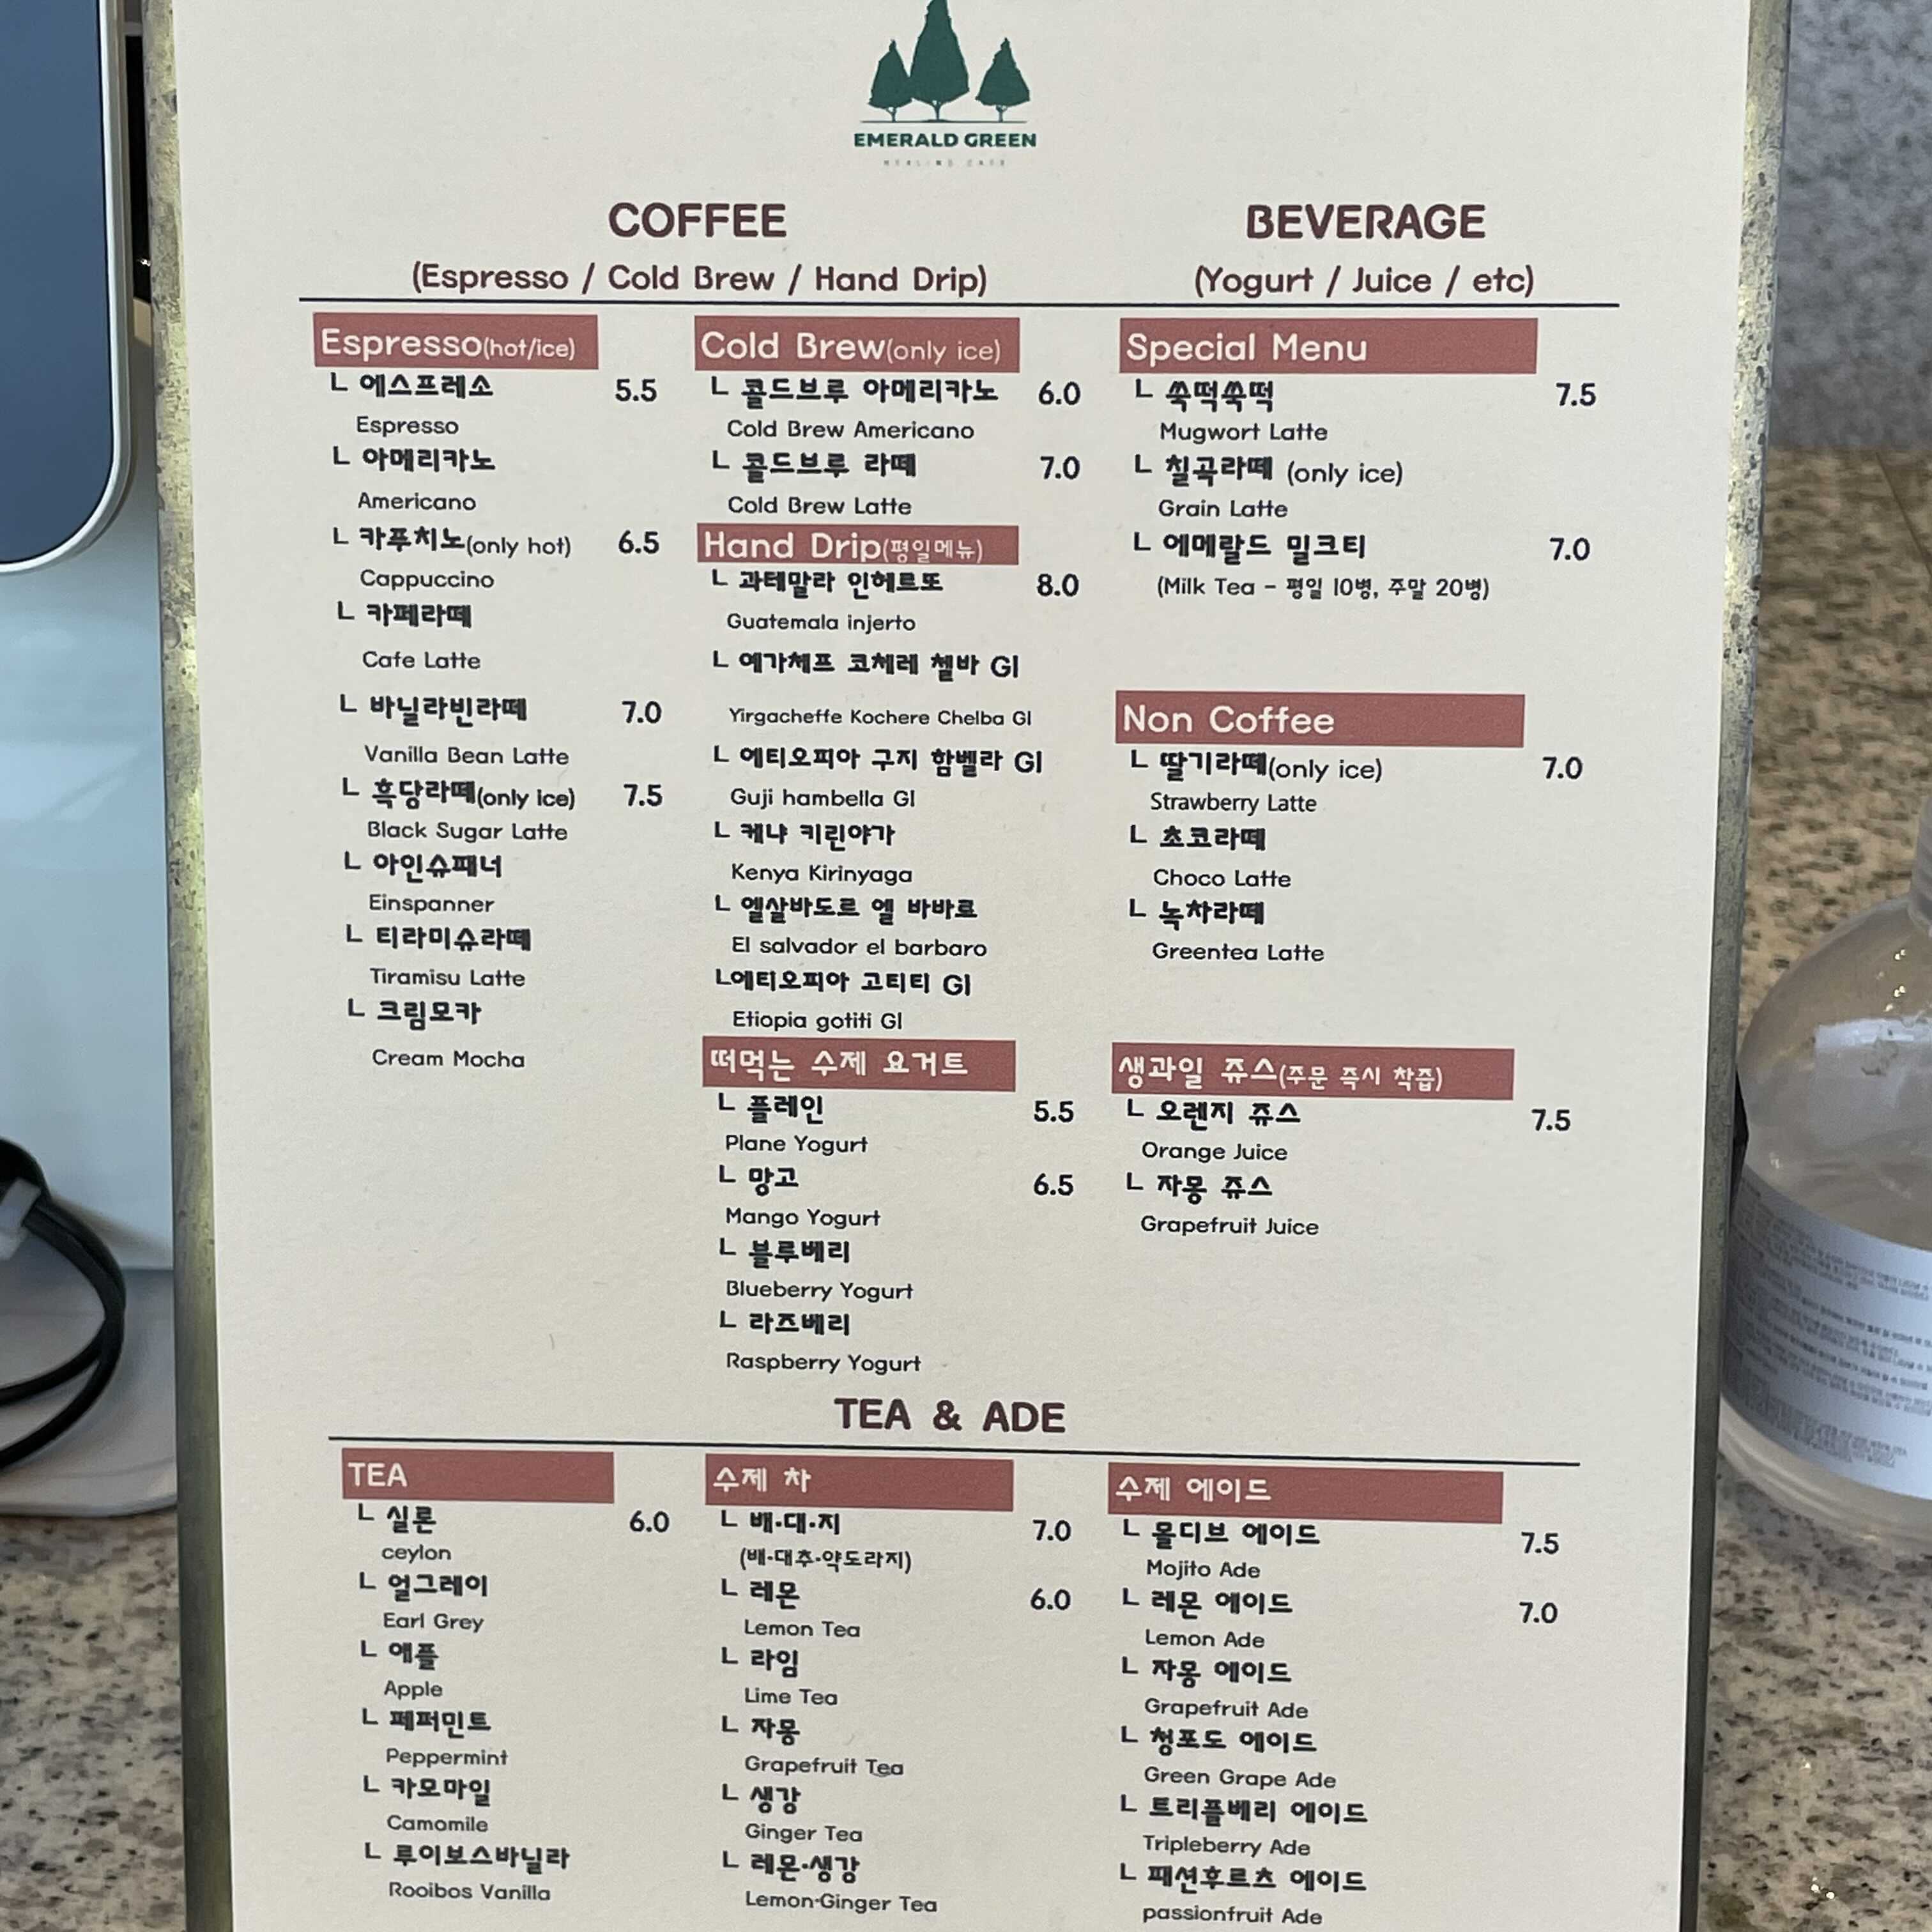 EMERALD GREEN
HEALING CAFE
COFFEE
(Espresso / Cold Brew / Hand Drip)
BEVERAGE
(Yogurt / Juice / etc)
Espresso(hot/ice)
ㄴ 에스프레소 5.5
Espresso
ㄴ 아메리카노
Americano
ㄴ 카푸치노(only hot) 6.5
Cappuccino
ㄴ 카페라떼
Cafe Latte
ㄴ 바닐라빈라떼 7.0
Vanilla Bean Latte
ㄴ 흑당라떼(only ice) 7.5
Black Sugar Latte
ㄴ 아인슈패너
Einspanner
ㄴ 티라미슈라떼
Tiramisu Latte
ㄴ 크림모카
Cream Mocha
Cold Brew(only ice)
ㄴ 콜드브루 아메리카노 6.0
Cold Brew Americano
ㄴ 콜드브루 라떼 7.0
Cold Brew Latte
Hand Drip(평일메뉴)
ㄴ 과테말라 인헤르또 8.0
Guatemala injerto
ㄴ 예가체프 코체레 첼바 G1
Yirgacheffe Kochere Chelba G1
ㄴ 에티오피아 구지 함벨라 G1
Guji hambella G1
ㄴ 케냐 키린야가
Kenya Kirinyaga
ㄴ 엘살바도르 엘 바바로
El salvador el barbaro
ㄴ에티오피아 고티티 G1
Etiopia gotiti G1
떠먹는 수제 요거트
ㄴ 플레인 5.5
Plane Yogurt
ㄴ 망고 6.5
Mango Yogurt
ㄴ 블루베리
Blueberry Yogurt
ㄴ 라즈베리
Raspberry Yogurt
Special Menu
ㄴ 쑥떡쑥떡 7.5
Mugwort Latte
ㄴ 칠곡라떼 (only ice)
Grain Latte
ㄴ 에메랄드 밀크티 7.0
(Milk Tea - 평일 10병, 주말 20병)
Non Coffee
ㄴ 딸기라떼(only ice) 7.0
Strawberry Latte
ㄴ 초코라떼
Choco Latte
ㄴ 녹차라떼
Greentea Latte
생과일 쥬스(주문 즉시 착즙)
ㄴ 오렌지 쥬스 7.5
Orange Juice
ㄴ 자몽 쥬스
Grapefruit Juice
TEA & ADE
TEA
ㄴ 실론 6.0
ceylon
ㄴ 얼그레이
Earl Grey
ㄴ 애플
Apple
ㄴ 페퍼민트
Peppermint
ㄴ 카모마일
Camomile
ㄴ 루이보스바닐라
Rooibos Vanilla
수제 차
ㄴ 배·대·지 7.0
(배·대추·약도라지)
ㄴ 레몬 6.0
Lemon Tea
ㄴ 라임
Lime Tea
ㄴ 자몽
Grapefruit Tea
ㄴ 생강
Ginger Tea
ㄴ 레몬·생강
Lemon·Ginger Tea
수제 에이드
ㄴ 몰디브 에이드 7.5
Mojito Ade
ㄴ 레몬 에이드 7.0
Lemon Ade
ㄴ 자몽 에이드
Grapefruit Ade
ㄴ 청포도 에이드
Green Grape Ade
ㄴ 트리플베리 에이드
Tripleberry Ade
ㄴ 패션후르츠 에이드
passionfruit Ade